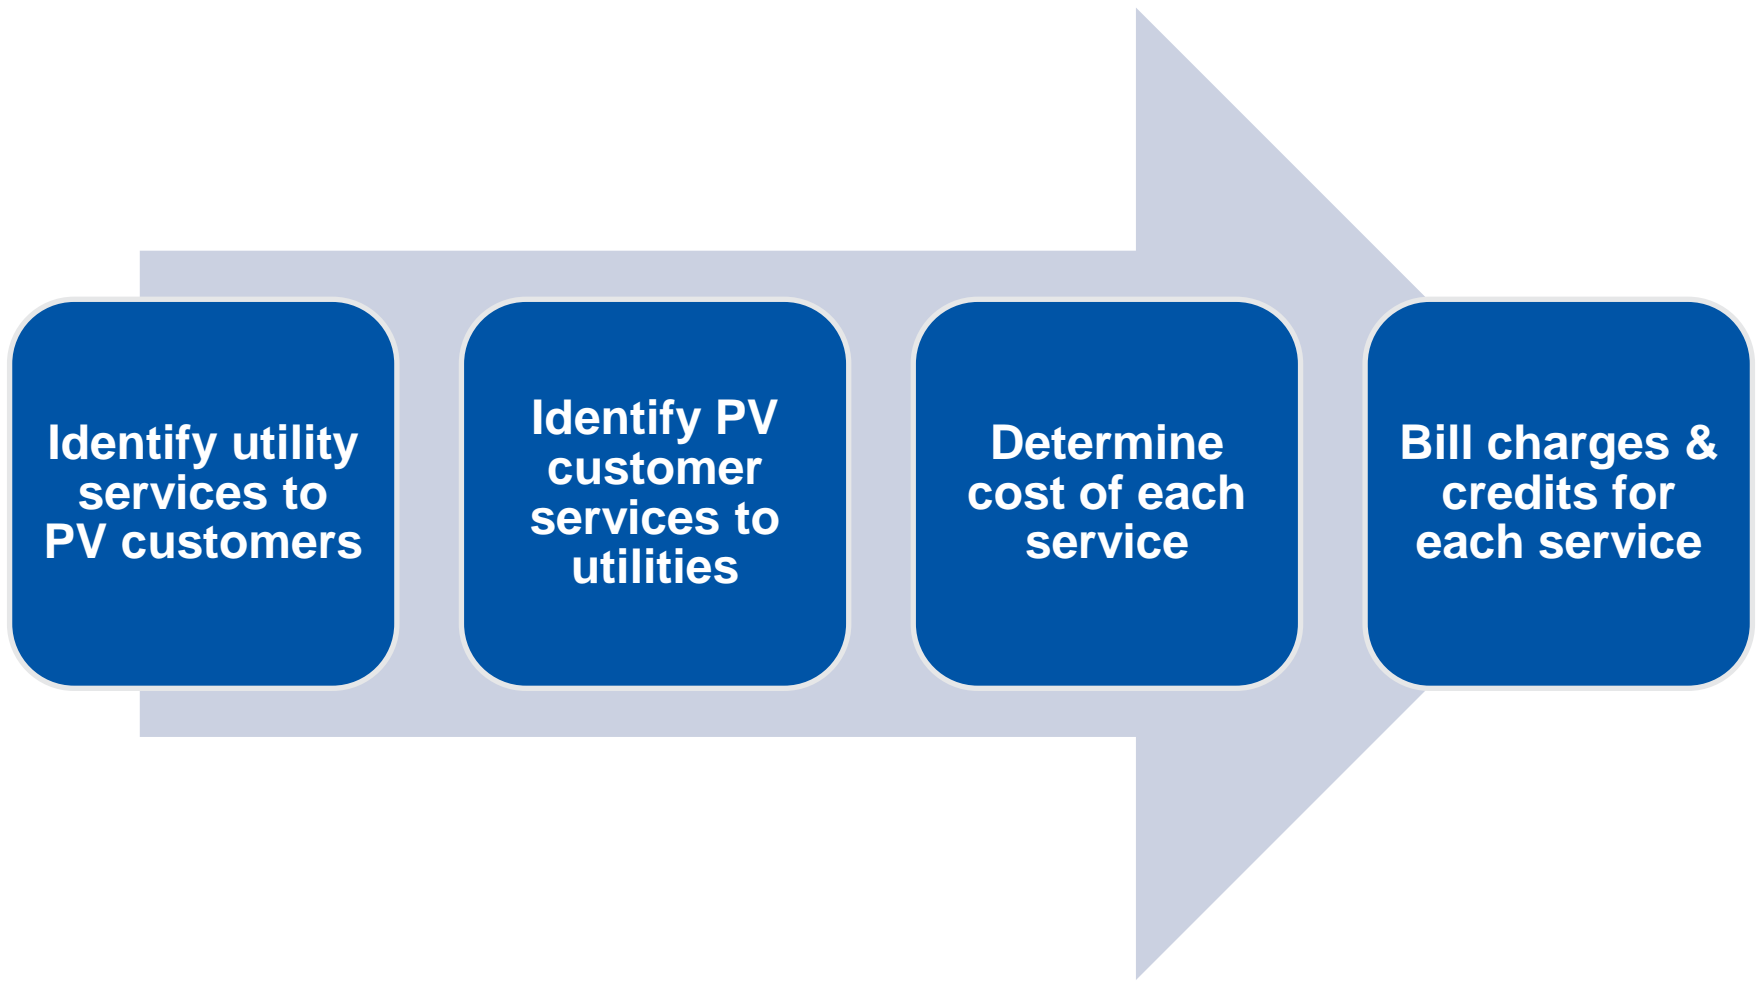 Identify utility
services to
PV customers
Identify PV
customer
services to
utilities
Determine
cost of each
service
Bill charges &
credits for
each service